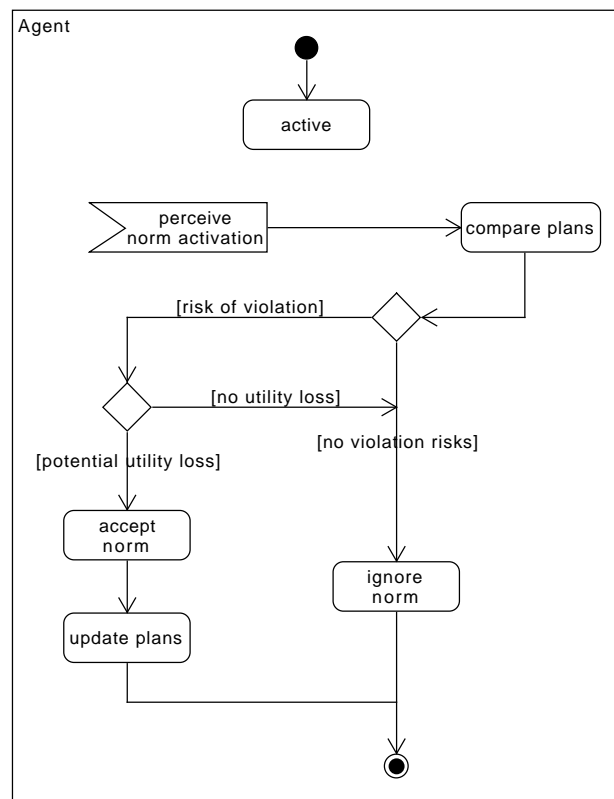 Agent
active
perceive
norm activation
compare plans
[risk of violation]
[no utility loss]
[no violation risks]
[potential utility loss]
accept
norm
ignore
norm
update plans